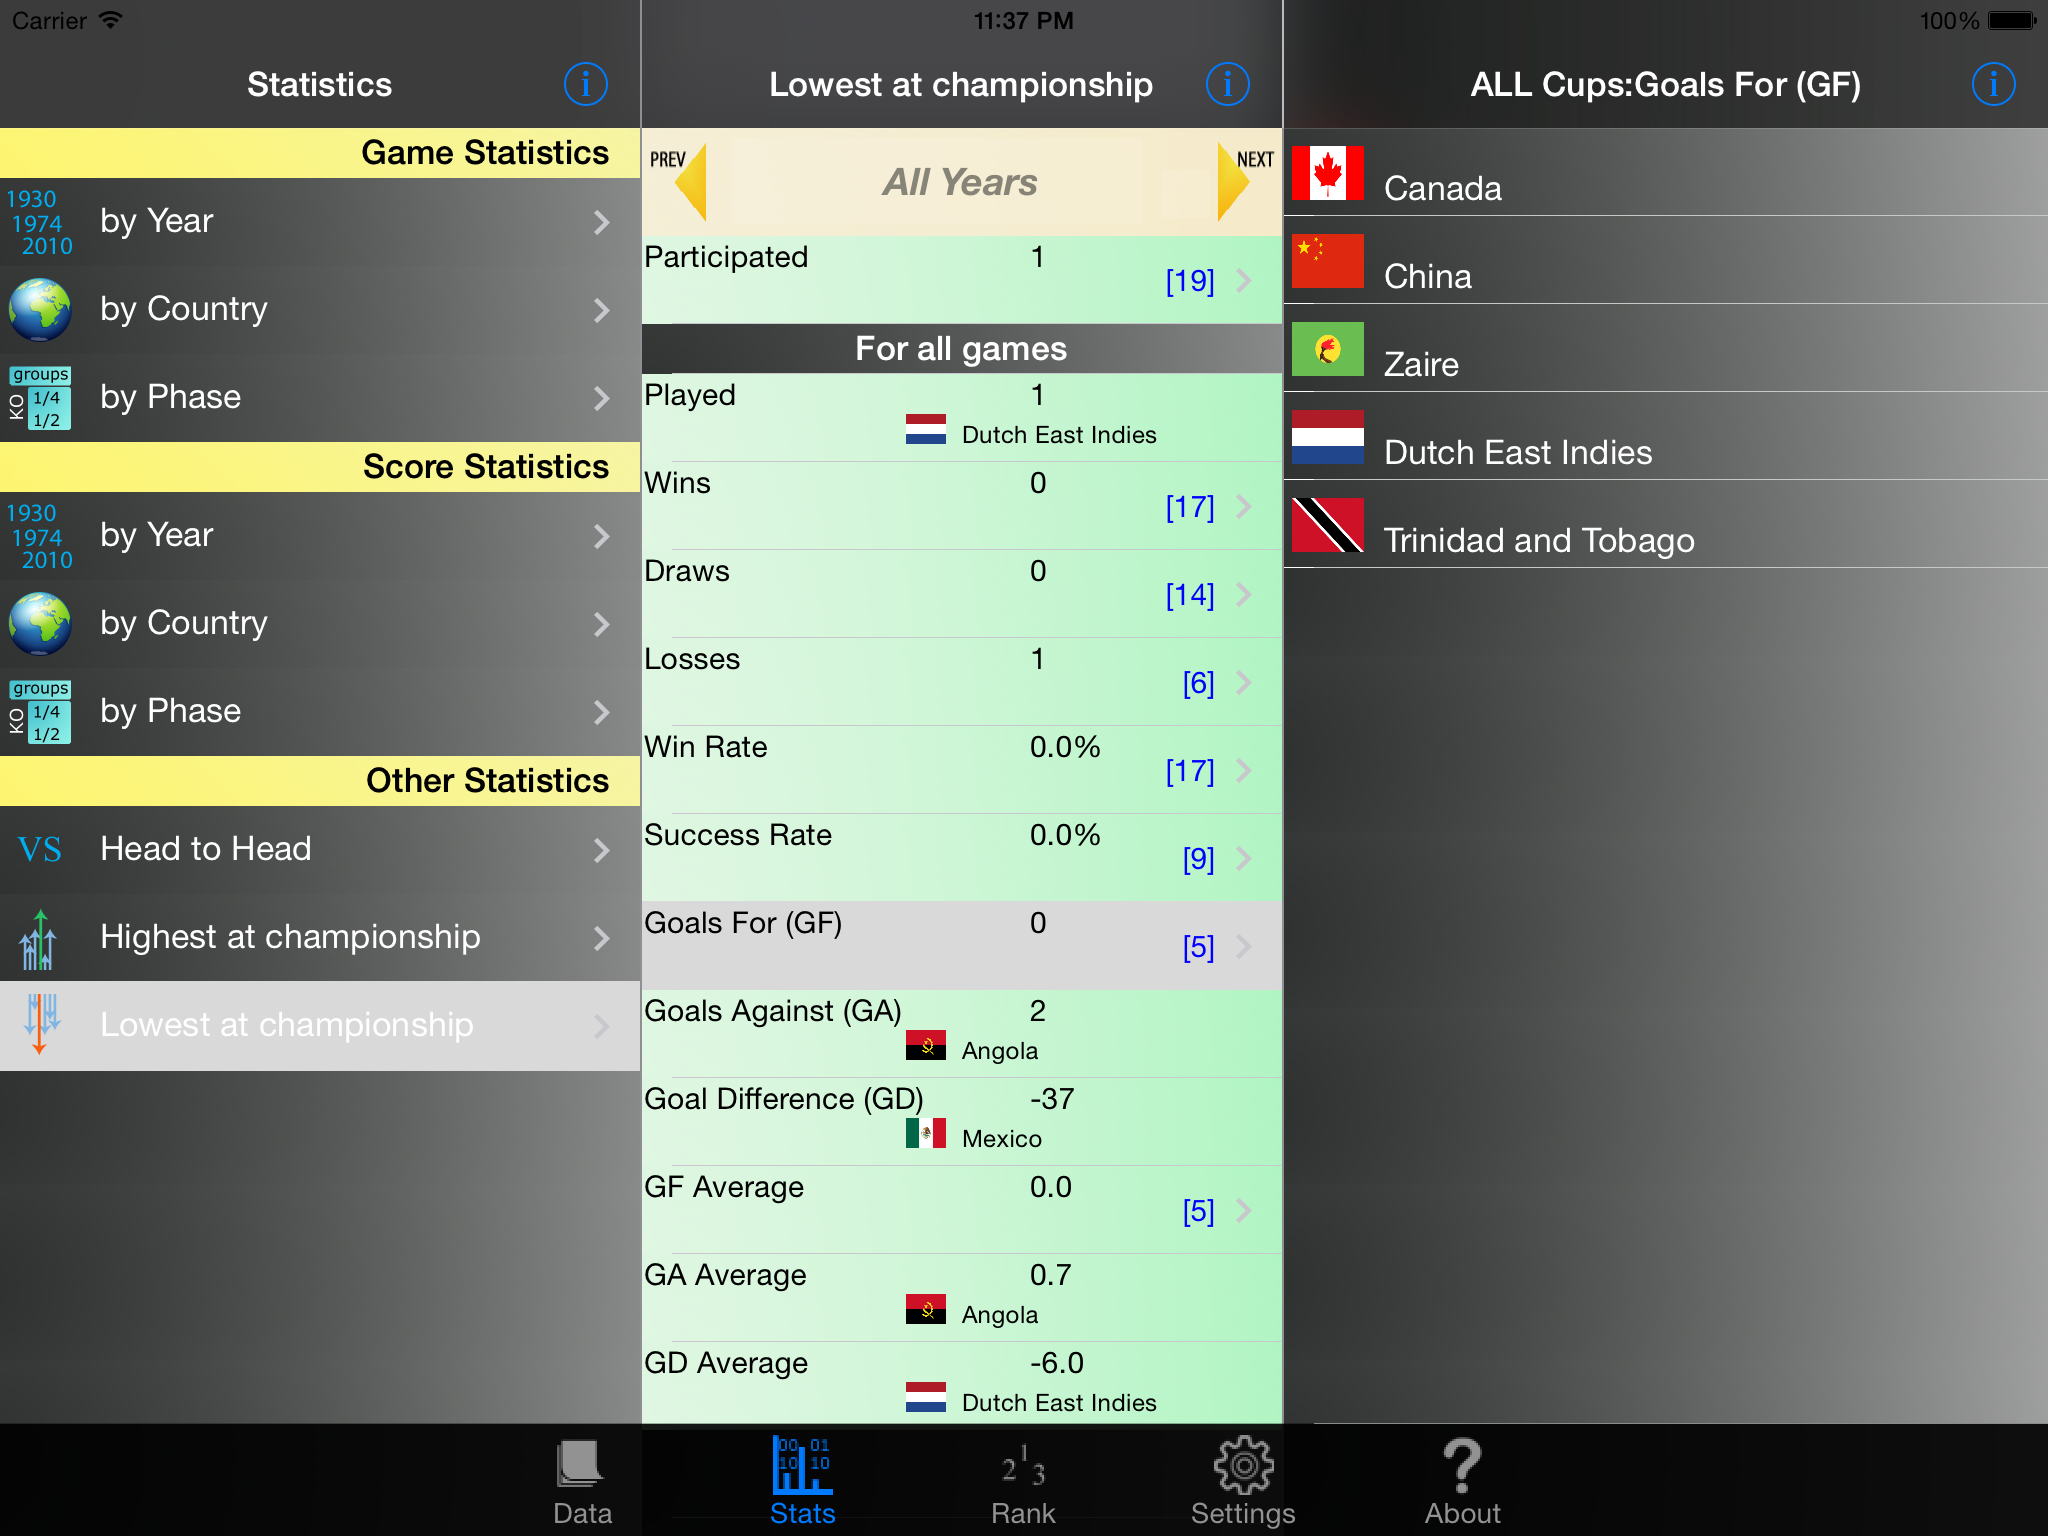 Carrier
11:37 PM
100%
Statistics
Game Statistics
1930
1974
2010
by Year
by Country
groups
KO
1/4
1/2
by Phase
Score Statistics
1930
1974
2010
by Year
by Country
groups
KO
1/4
1/2
by Phase
Other Statistics
VS
Head to Head
Highest at championship
Lowest at championship
Lowest at championship
PREV
All Years
NEXT
Participated 1
[19]
For all games
Played 1
Dutch East Indies
Wins 0
[17]
Draws 0
[14]
Losses 1
[6]
Win Rate 0.0%
[17]
Success Rate 0.0%
[9]
Goals For (GF) 0
[5]
Goals Against (GA) 2
Angola
Goal Difference (GD) -37
Mexico
GF Average 0.0
[5]
GA Average 0.7
Angola
GD Average -6.0
Dutch East Indies
ALL Cups:Goals For (GF)
Canada
China
Zaire
Dutch East Indies
Trinidad and Tobago
Data
00 01
10 10
Stats
2 1 3
Rank
Settings
?
About